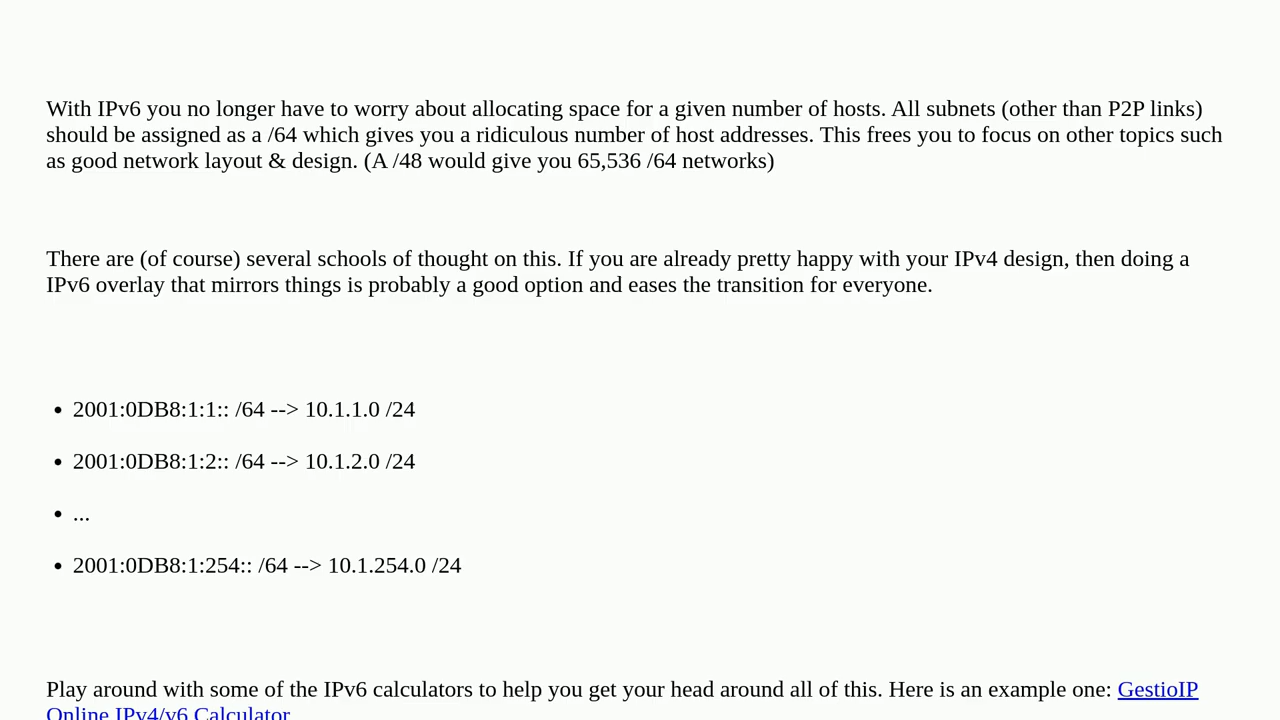 With IPv6 you no longer have to worry about allocating space for a given number of hosts. All subnets (other than P2P links)
should be assigned as a /64 which gives you a ridiculous number of host addresses. This frees you to focus on other topics such
as good network layout & design. (A /48 would give you 65,536 /64 networks)
There are (of course) several schools of thought on this. If you are already pretty happy with your IPv4 design, then doing a
IPv6 overlay that mirrors things is probably a good option and eases the transition for everyone.
• 2001:0DB8:1:1:: /64 --> 10.1.1.0 /24
• 2001:0DB8:1:2:: /64 --> 10.1.2.0 /24
• ...
• 2001:0DB8:1:254:: /64 --> 10.1.254.0 /24
Play around with some of the IPv6 calculators to help you get your head around all of this. Here is an example one: GestioIP
Online IPv4/v6 Calculator